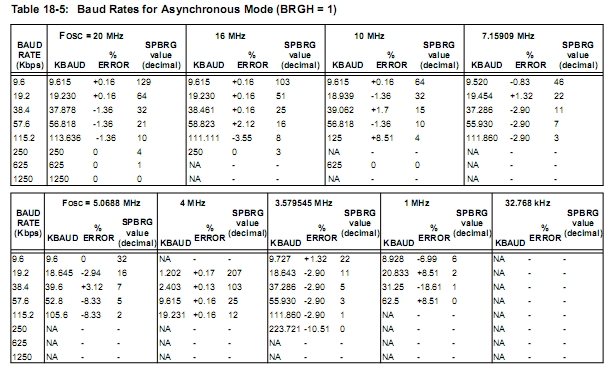 Table 18-5: Baud Rates for Asynchronous Mode (BRGH = 1)
BAUD RATE (Kbps) FOSC = 20 MHz KBAUD % ERROR SPBRG value (decimal) 16 MHz KBAUD % ERROR SPBRG value (decimal) 10 MHz KBAUD % ERROR SPBRG value (decimal) 7.15909 MHz KBAUD % ERROR SPBRG value (decimal)
9.6 9.615 +0.16 129 9.615 +0.16 103 9.615 +0.16 64 9.520 -0.83 46
19.2 19.230 +0.16 64 19.230 +0.16 51 18.939 -1.36 32 19.454 +1.32 22
38.4 37.878 -1.36 32 38.461 +0.16 25 39.062 +1.7 15 37.286 -2.90 11
57.6 56.818 -1.36 21 58.823 +2.12 16 56.818 -1.36 10 55.930 -2.90 7
115.2 113.636 -1.36 10 111.111 -3.55 8 125 +8.51 4 111.860 -2.90 3
250 250 0 4 250 0 3 NA - - NA - -
625 625 0 1 NA - - 625 0 0 NA - -
1250 1250 0 0 NA - - NA - - NA - -
BAUD RATE (Kbps) FOSC = 5.0688 MHz KBAUD % ERROR SPBRG value (decimal) 4 MHz KBAUD % ERROR SPBRG value (decimal) 3.579545 MHz KBAUD % ERROR SPBRG value (decimal) 1 MHz KBAUD % ERROR SPBRG value (decimal) 32.768 kHz KBAUD % ERROR SPBRG value (decimal)
9.6 9.6 0 32 NA - - 9.727 +1.32 22 8.928 -6.99 6 NA - -
19.2 18.645 -2.94 16 1.202 +0.17 207 18.643 -2.90 11 20.833 +8.51 2 NA - -
38.4 39.6 +3.12 7 2.403 +0.13 103 37.286 -2.90 5 31.25 -18.61 1 NA - -
57.6 52.8 -8.33 5 9.615 +0.16 25 55.930 -2.90 3 62.5 +8.51 0 NA - -
115.2 105.6 -8.33 2 19.231 +0.16 12 111.860 -2.90 1 NA - - NA - -
250 NA - - NA - - 223.721 -10.51 0 NA - - NA - -
625 NA - - NA - - NA - - NA - - NA - -
1250 NA - - NA - - NA - - NA - - NA - -